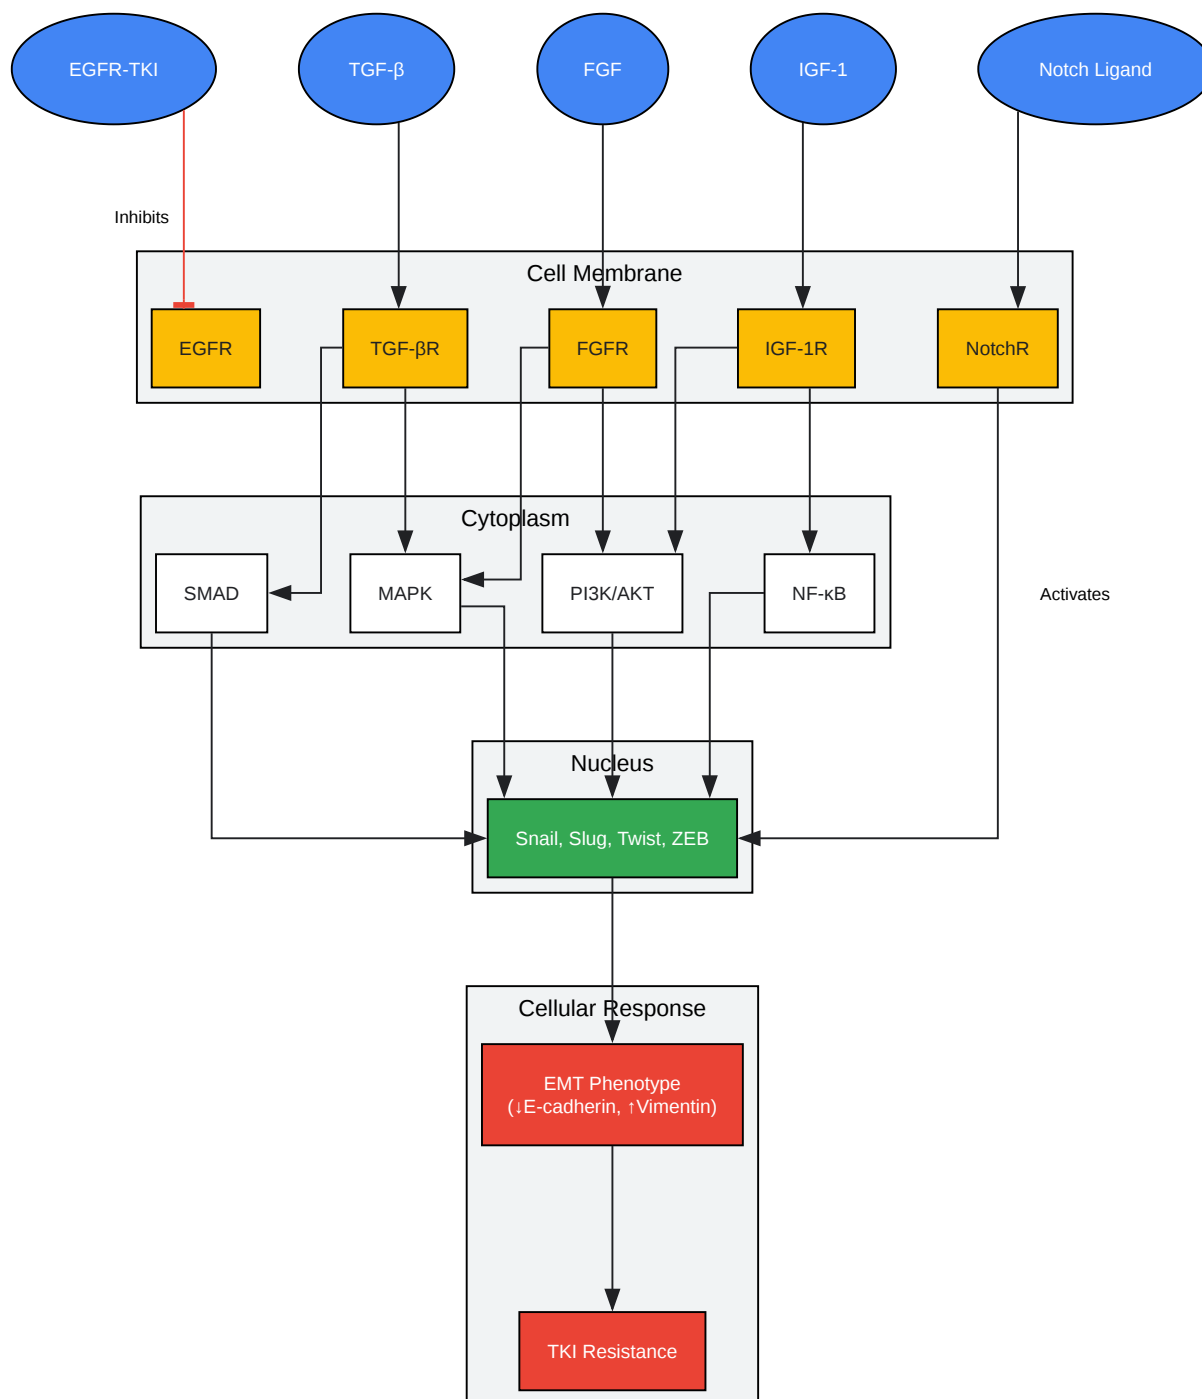 EGFR-TKI
TGF-β
FGF
IGF-1
Notch Ligand
Inhibits
Cell Membrane
EGFR
TGF-βR
FGFR
IGF-1R
NotchR
Cytoplasm
SMAD
MAPK
PI3K/AKT
NF-κB
Activates
Nucleus
Snail, Slug, Twist, ZEB
Cellular Response
EMT Phenotype
(↓E-cadherin, ↑Vimentin)
TKI Resistance